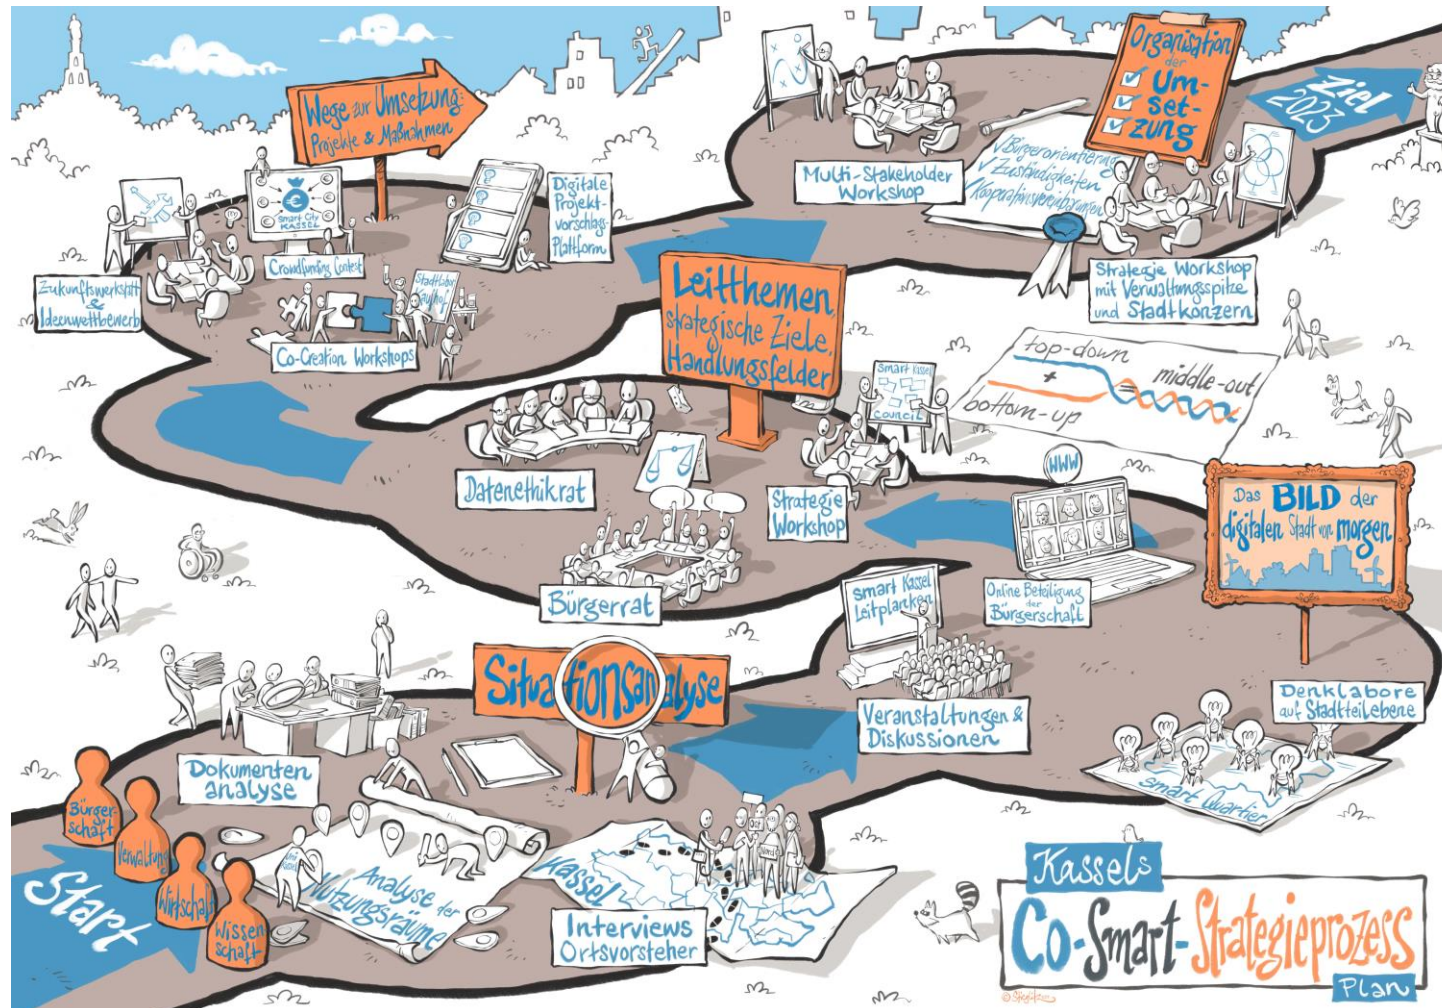 Wege zur Umsetzung:
Projekte & Maßnahmen
Organisation
der
Um-
set-
zung
Ziel
2023
Multi-Stakeholder
Workshop
Bürgerorientierung
Zuständigkeiten
Kooperationsvereinbarungen
Strategie Workshop
mit Verwaltungsspitze
und Stadtkonzern
Digitale
Projekt-
vorschlags-
Plattform
Smart City
KASSEL
Crowdfunding Contest
Zukunftswerkstatt
&
Ideenwettbewerb
StadtLabor
Kaufhof
Co-Creation Workshops
Leitthemen,
strategische Ziele,
Handlungsfelder
top-down
+
bottom-up
= middle-out
Smart Kassel
COUNCIL
Datenethikrat
Strategie
Workshop
Bürgerrat
WWW
Online Beteiligung
der
Bürgerschaft
Das BILD der
digitalen Stadt von morgen
Smart Kassel
Leitplanken
Veranstaltungen &
Diskussionen
Denklabore
auf Stadtteilebene
Smart Quartier
Situationsanalyse
Dokumenten
analyse
Bürger-
schaft
Verwaltung
Wirtschaft
Wissen-
schaft
Start
Analyse der
Nutzungsräume
Kassel
Ost
Nord
Interviews
Ortsvorsteher
Kassels
Co-Smart-Strategieprozess
Plan